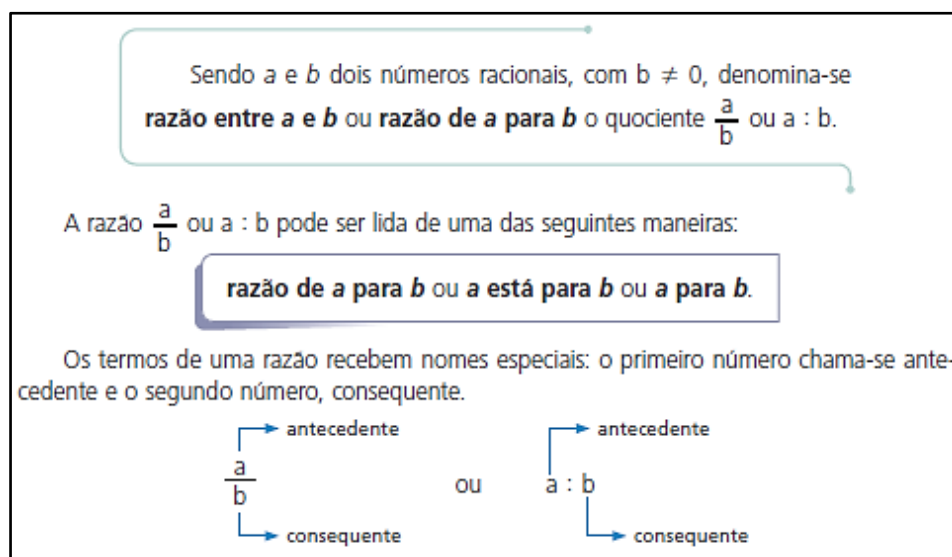 Sendo a e b dois números racionais, com b ≠ 0, denomina-se
razão entre a e b ou razão de a para b o quociente a/b ou a : b.
A razão a/b ou a : b pode ser lida de uma das seguintes maneiras:
razão de a para b ou a está para b ou a para b.
Os termos de uma razão recebem nomes especiais: o primeiro número chama-se ante-
cedente e o segundo número, consequente.
antecedente antecedente
a/b ou a : b
consequente consequente